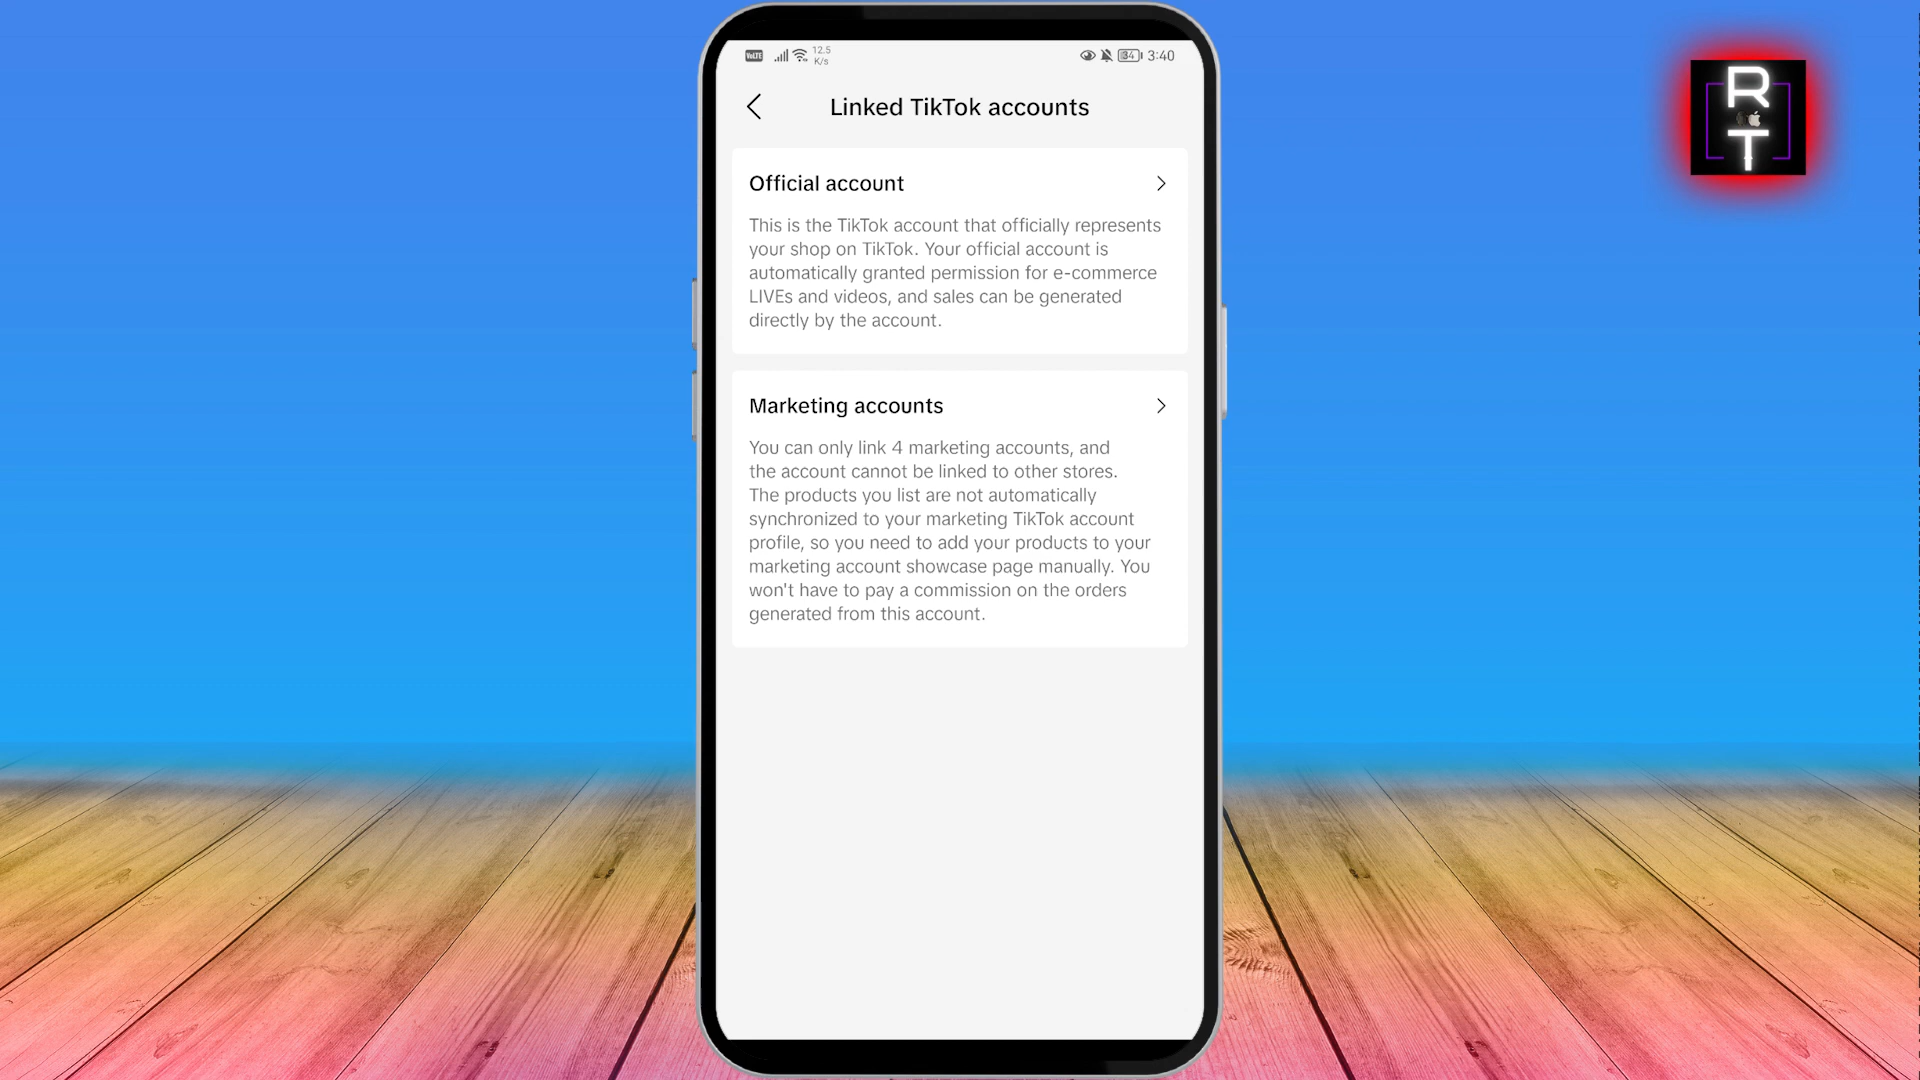 VoLTE 12.5 K/s 34 3:40
Linked TikTok accounts
Official account
This is the TikTok account that officially represents
your shop on TikTok. Your official account is
automatically granted permission for e-commerce
LIVEs and videos, and sales can be generated
directly by the account.
Marketing accounts
You can only link 4 marketing accounts, and
the account cannot be linked to other stores.
The products you list are not automatically
synchronized to your marketing TikTok account
profile, so you need to add your products to your
marketing account showcase page manually. You
won't have to pay a commission on the orders
generated from this account.
R
T